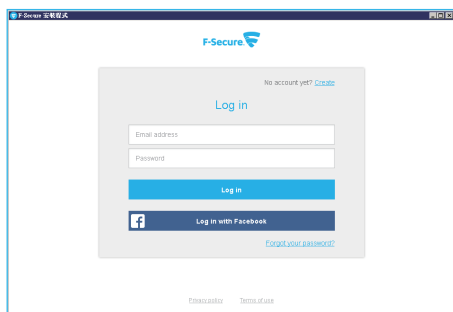 F-Secure 安裝程式
F-Secure
No account yet? Create
Log in
Email address
Password
Log in
Log in with Facebook
Forgot your password?
Privacy policy Terms of use